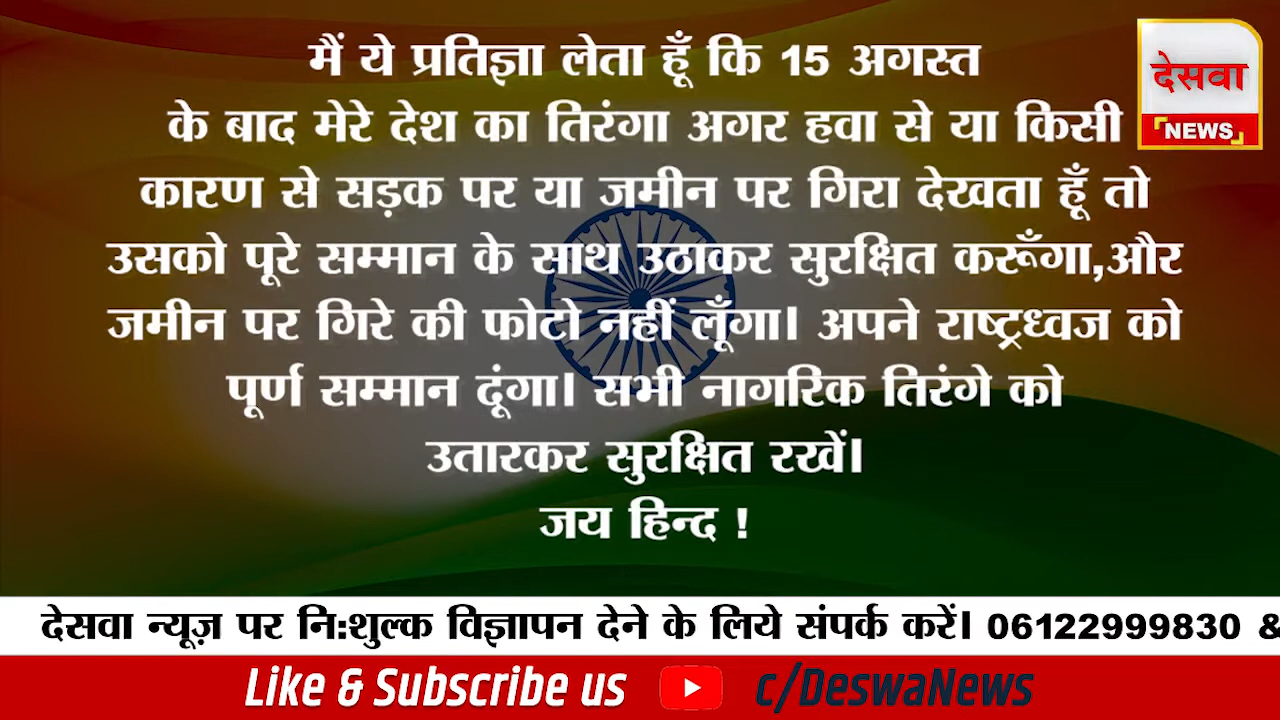 मैं ये प्रतिज्ञा लेता हूँ कि 15 अगस्त
के बाद मेरे देश का तिरंगा अगर हवा से या किसी
कारण से सड़क पर या जमीन पर गिरा देखता हूँ तो
उसको पूरे सम्मान के साथ उठाकर सुरक्षित करूँगा,और
जमीन पर गिरे की फोटो नहीं लूँगा। अपने राष्ट्रध्वज को
पूर्ण सम्मान दूंगा। सभी नागरिक तिरंगे को
उतारकर सुरक्षित रखें।
जय हिन्द !
देसवा
NEWS
देसवा न्यूज़ पर नि:शुल्क विज्ञापन देने के लिये संपर्क करें। 06122999830 &
Like & Subscribe us c/DeswaNews